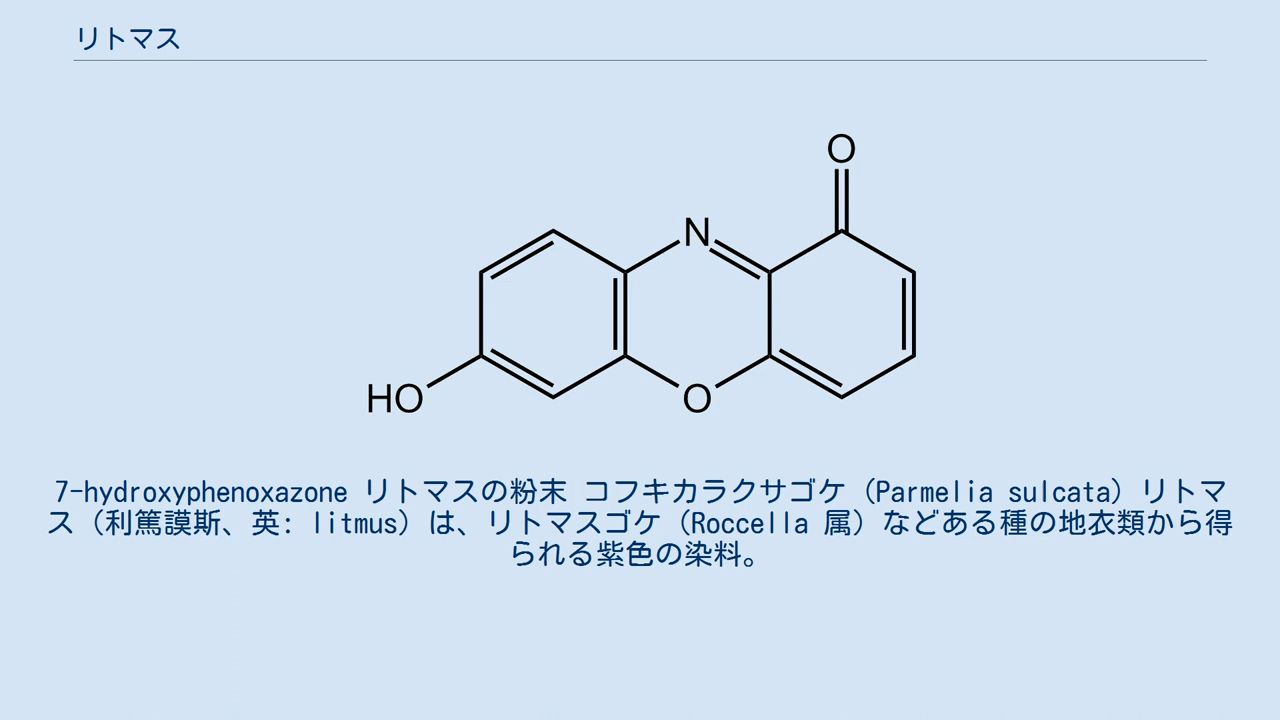 リトマス
O
N
HO
O
7-hydroxyphenoxazone リトマスの粉末 コフキカラクサゴケ（Parmelia sulcata）リトマ
ス（利篤謨斯、英: litmus）は、リトマスゴケ（Roccella 属）などある種の地衣類から得
られる紫色の染料。